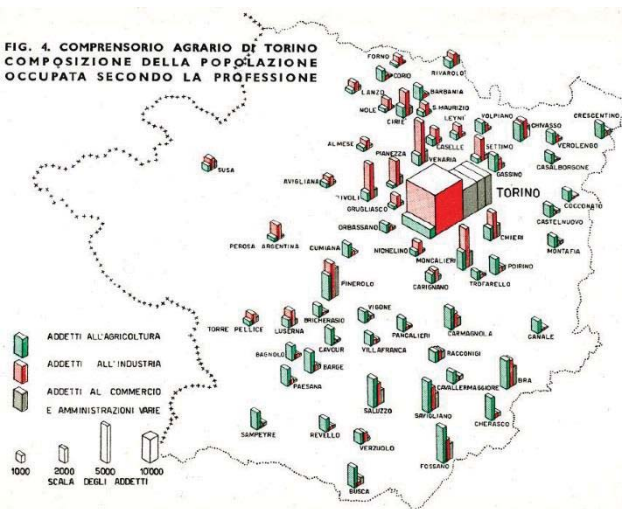 FIG. 4. COMPRENSORIO AGRARIO DI TORINO
COMPOSIZIONE DELLA POPOLAZIONE
OCCUPATA SECONDO LA PROFESSIONE
FORNO
RIVAROLO
CORIO
LANZO
BARBANIA
NOLE
CIRIÈ
S. MAURIZIO
LEYNÌ
VOLPIANO
CHIVASSO
CRESCENTINO
VEROLENGO
ALMESE
PIANEZZA
CASELLE
SETTIMO
VENARIA
GASSINO
CASALBORGONE
SUSA
AVIGLIANA
RIVOLI
GRUGLIASCO
TORINO
COCCONATO
CASTELNUOVO
ORBASSANO
PEROSA ARGENTINA
CUMIANA
NICHELINO
MONCALIERI
CHIERI
MONTAFIA
POIRINO
TROFARELLO
CARIGNANO
PINEROLO
TORRE PELLICE
LUSERNA
BRICHERASIO
VIGONE
PANCALIERI
CARMAGNOLA
CANALE
CAVOUR
VILLAFRANCA
RACCONIGI
BAGNOLO
BARGE
PAESANA
CAVALLERMAGGIORE
BRA
SALUZZO
SAVIGLIANO
CHERASCO
SAMPEYRE
REVELLO
VERZUOLO
FOSSANO
BUSCA
ADDETTI ALL'AGRICOLTURA
ADDETTI ALL'INDUSTRIA
ADDETTI AL COMMERCIO
E AMMINISTRAZIONI VARIE
1000 2000 5000 10000
SCALA DEGLI ADDETTI